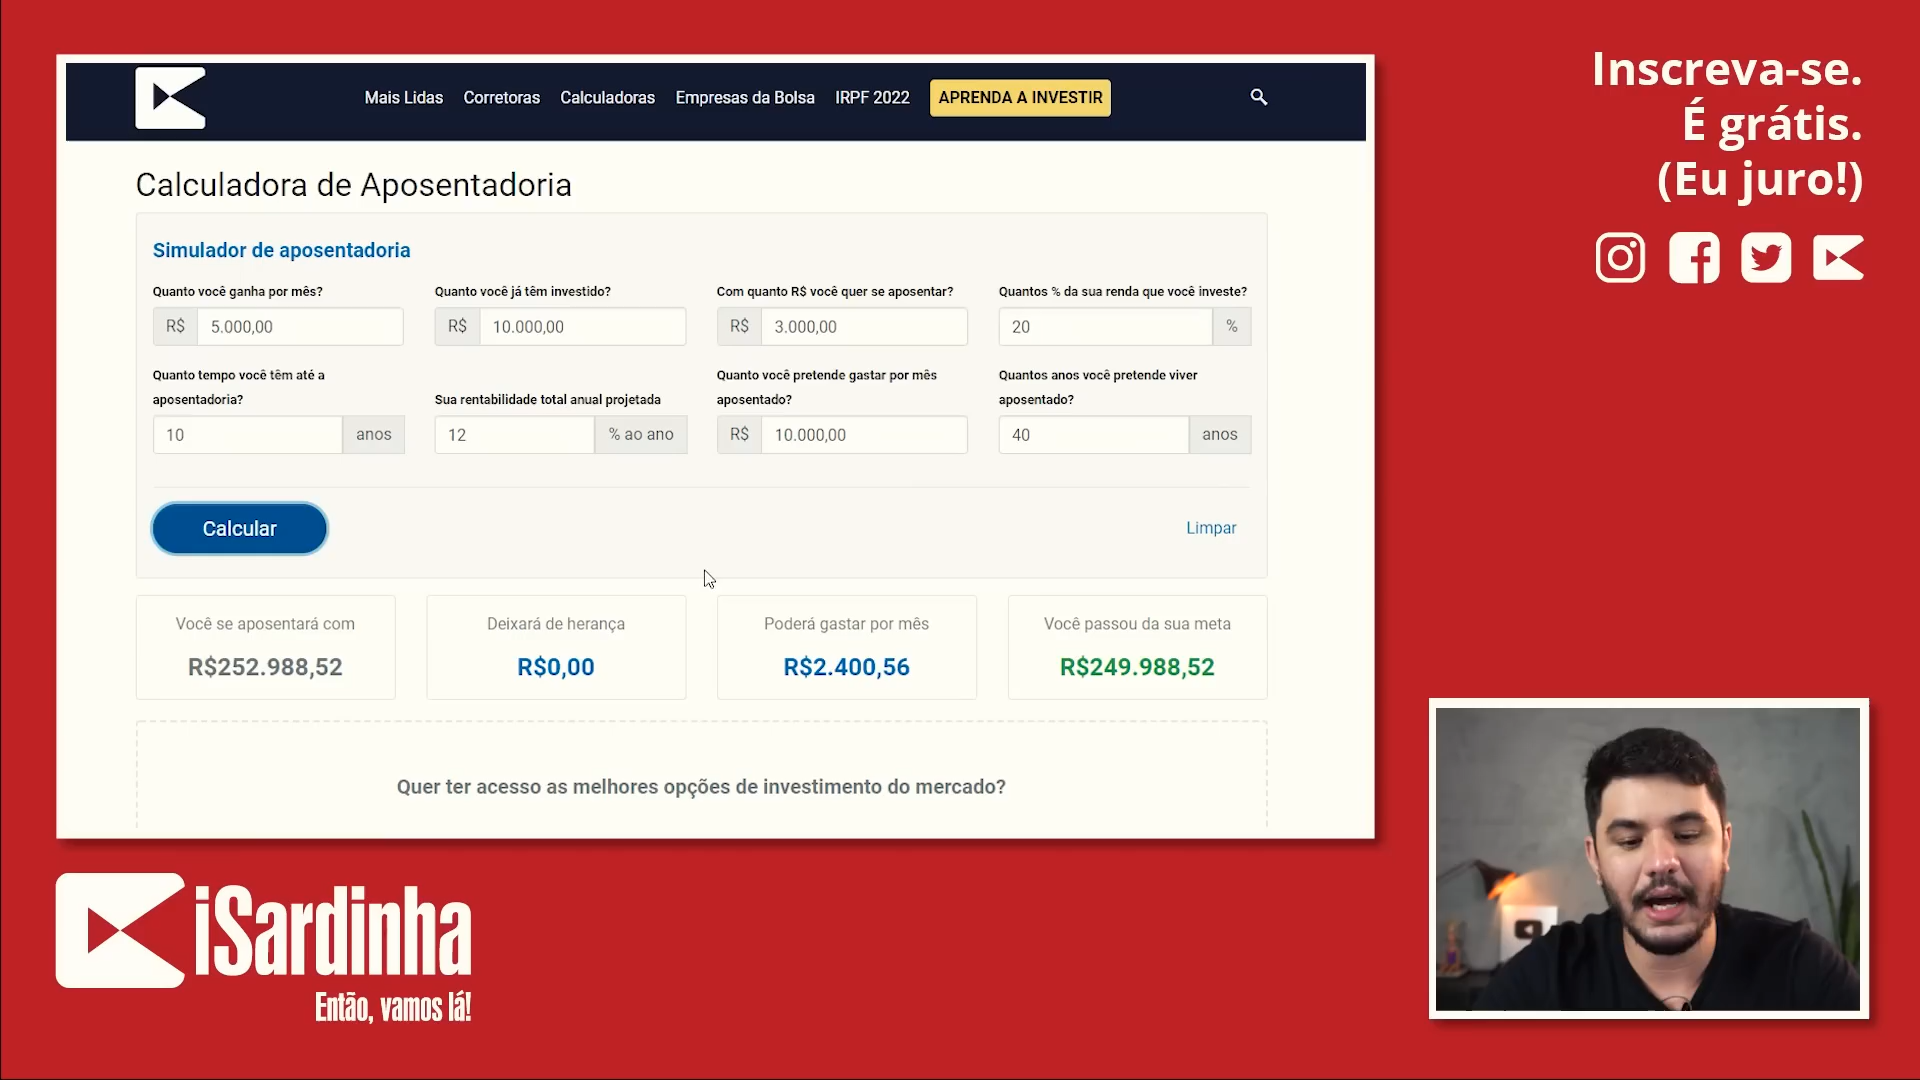 Inscreva-se.
É grátis.
(Eu juro!)
Mais Lidas Corretoras Calculadoras Empresas da Bolsa IRPF 2022 APRENDA A INVESTIR
Calculadora de Aposentadoria
Simulador de aposentadoria
Quanto você ganha por mês? Quanto você já têm investido? Com quanto R$ você quer se aposentar? Quantos % da sua renda que você investe?
R$ 5.000,00 R$ 10.000,00 R$ 3.000,00 20 %
Quanto tempo você têm até a
aposentadoria?
Sua rentabilidade total anual projetada
Quanto você pretende gastar por mês
aposentado?
Quantos anos você pretende viver
aposentado?
10 anos 12 % ao ano R$ 10.000,00 40 anos
Calcular Limpar
Você se aposentará com
R$252.988,52
Deixará de herança
R$0,00
Poderá gastar por mês
R$2.400,56
Você passou da sua meta
R$249.988,52
Quer ter acesso as melhores opções de investimento do mercado?
iSardinha
Então, vamos lá!